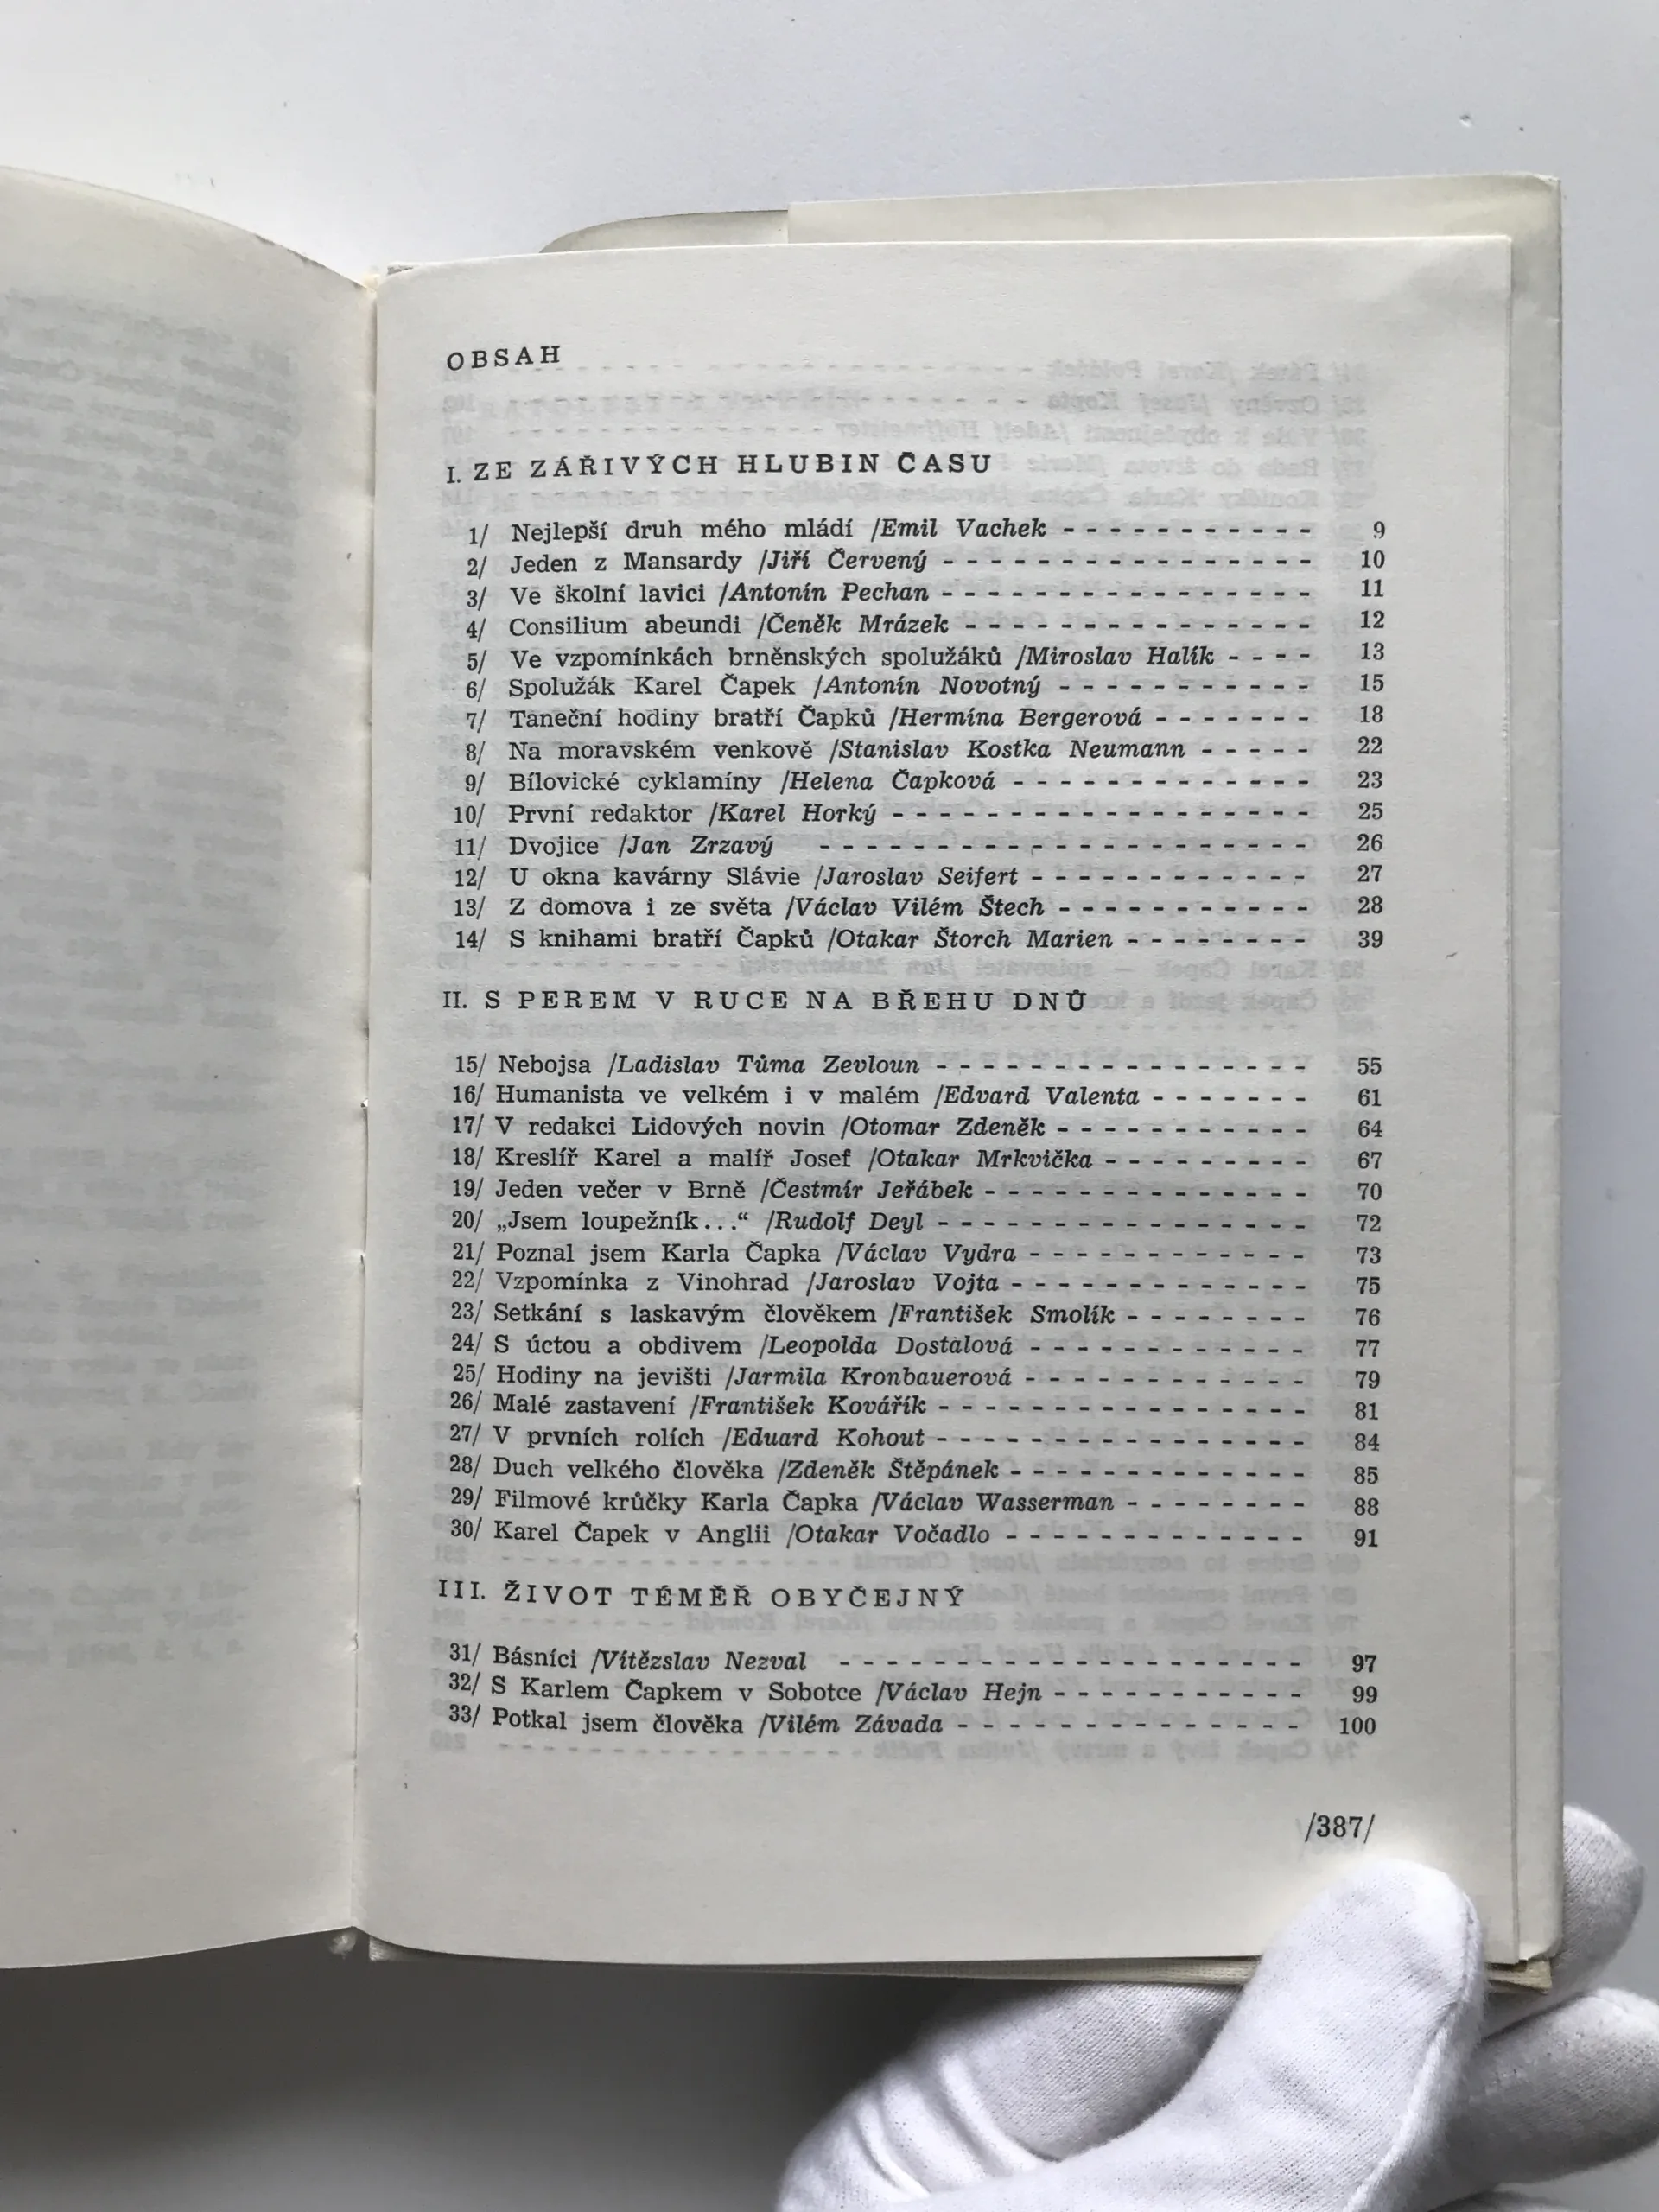 OBSAH
I. ZE ZÁŘIVÝCH HLUBIN ČASU
1/ Nejlepší druh mého mládí /Emil Vachek - - - - - - - - - - - 9
2/ Jeden z Mansardy /Jiří Červený - - - - - - - - - - - - - - - - 10
3/ Ve školní lavici /Antonín Pechan - - - - - - - - - - - - - - - - 11
4/ Consilium abeundi /Čeněk Mrázek - - - - - - - - - - - - - - - 12
5/ Ve vzpomínkách brněnských spolužáků /Miroslav Halík - - - - 13
6/ Spolužák Karel Čapek /Antonín Novotný - - - - - - - - - - - 15
7/ Taneční hodiny bratří Čapků /Hermína Bergerová - - - - - - - 18
8/ Na moravském venkově /Stanislav Kostka Neumann - - - - - 22
9/ Bílovické cyklamíny /Helena Čapková - - - - - - - - - - - - - 23
10/ První redaktor /Karel Horký - - - - - - - - - - - - - - - - - - 25
11/ Dvojice /Jan Zrzavý - - - - - - - - - - - - - - - - - - - - - 26
12/ U okna kavárny Slávie /Jaroslav Seifert - - - - - - - - - - - - 27
13/ Z domova i ze světa /Václav Vilém Štech - - - - - - - - - - - 28
14/ S knihami bratří Čapků /Otakar Štorch Marien - - - - - - - - 39
II. S PEREM V RUCE NA BŘEHU DNŮ
15/ Nebojsa /Ladislav Tůma Zevloun - - - - - - - - - - - - - - - - 55
16/ Humanista ve velkém i v malém /Edvard Valenta - - - - - - - 61
17/ V redakci Lidových novin /Otomar Zdeněk - - - - - - - - - - - 64
18/ Kreslíř Karel a malíř Josef /Otakar Mrkvička - - - - - - - - - 67
19/ Jeden večer v Brně /Čestmír Jeřábek - - - - - - - - - - - - - - 70
20/ „Jsem loupežník...“ /Rudolf Deyl - - - - - - - - - - - - - - - - 72
21/ Poznal jsem Karla Čapka /Václav Vydra - - - - - - - - - - - - 73
22/ Vzpomínka z Vinohrad /Jaroslav Vojta - - - - - - - - - - - - - 75
23/ Setkání s laskavým člověkem /František Smolík - - - - - - - - 76
24/ S úctou a obdivem /Leopolda Dostalová - - - - - - - - - - - - 77
25/ Hodiny na jevišti /Jarmila Kronbauerová - - - - - - - - - - - - 79
26/ Malé zastavení /František Kovářík - - - - - - - - - - - - - - - - 81
27/ V prvních rolích /Eduard Kohout - - - - - - - - - - - - - - - - 84
28/ Duch velkého člověka /Zdeněk Štěpánek - - - - - - - - - - - - - 85
29/ Filmové krůčky Karla Čapka /Václav Wasserman - - - - - - - - 88
30/ Karel Čapek v Anglii /Otakar Vočadlo - - - - - - - - - - - - - 91
III. ŽIVOT TÉMĚŘ OBYČEJNÝ
31/ Básníci /Vítězslav Nezval - - - - - - - - - - - - - - - - - - - - 97
32/ S Karlem Čapkem v Sobotce /Václav Hejn - - - - - - - - - - - 99
33/ Potkal jsem člověka /Vilém Závada - - - - - - - - - - - - - - - 100
/387/